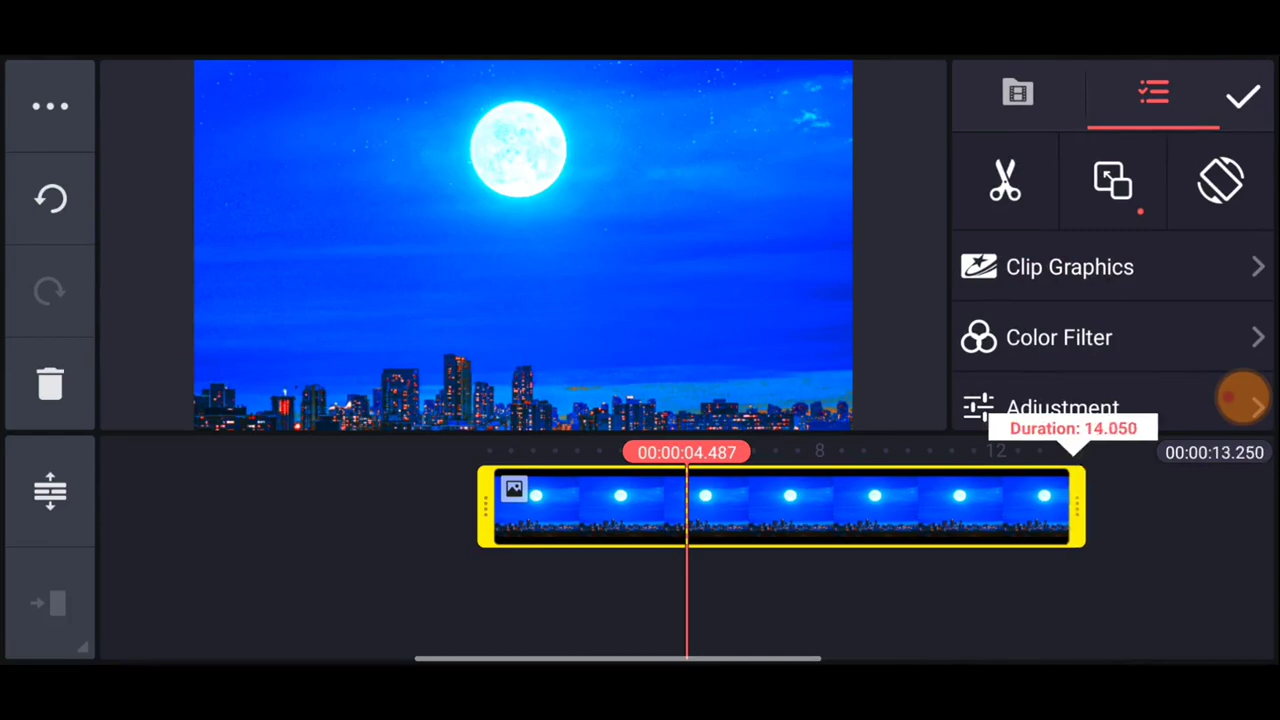 Clip Graphics
Color Filter
Adjustment
Duration: 14.050
00:00:04.487
8
12
00:00:13.250